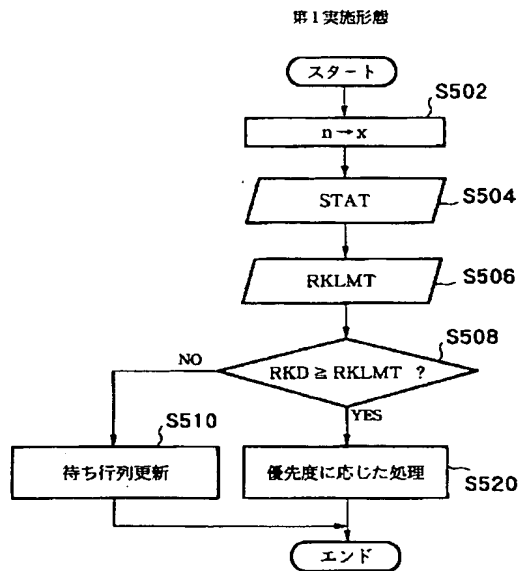 第1実施形態
スタート
S502
n→x
STAT
S504
RKLMT
S506
S508
RKD≧RKLMT ?
NO
YES
S510
待ち行列更新
優先度に応じた処理
S520
エンド